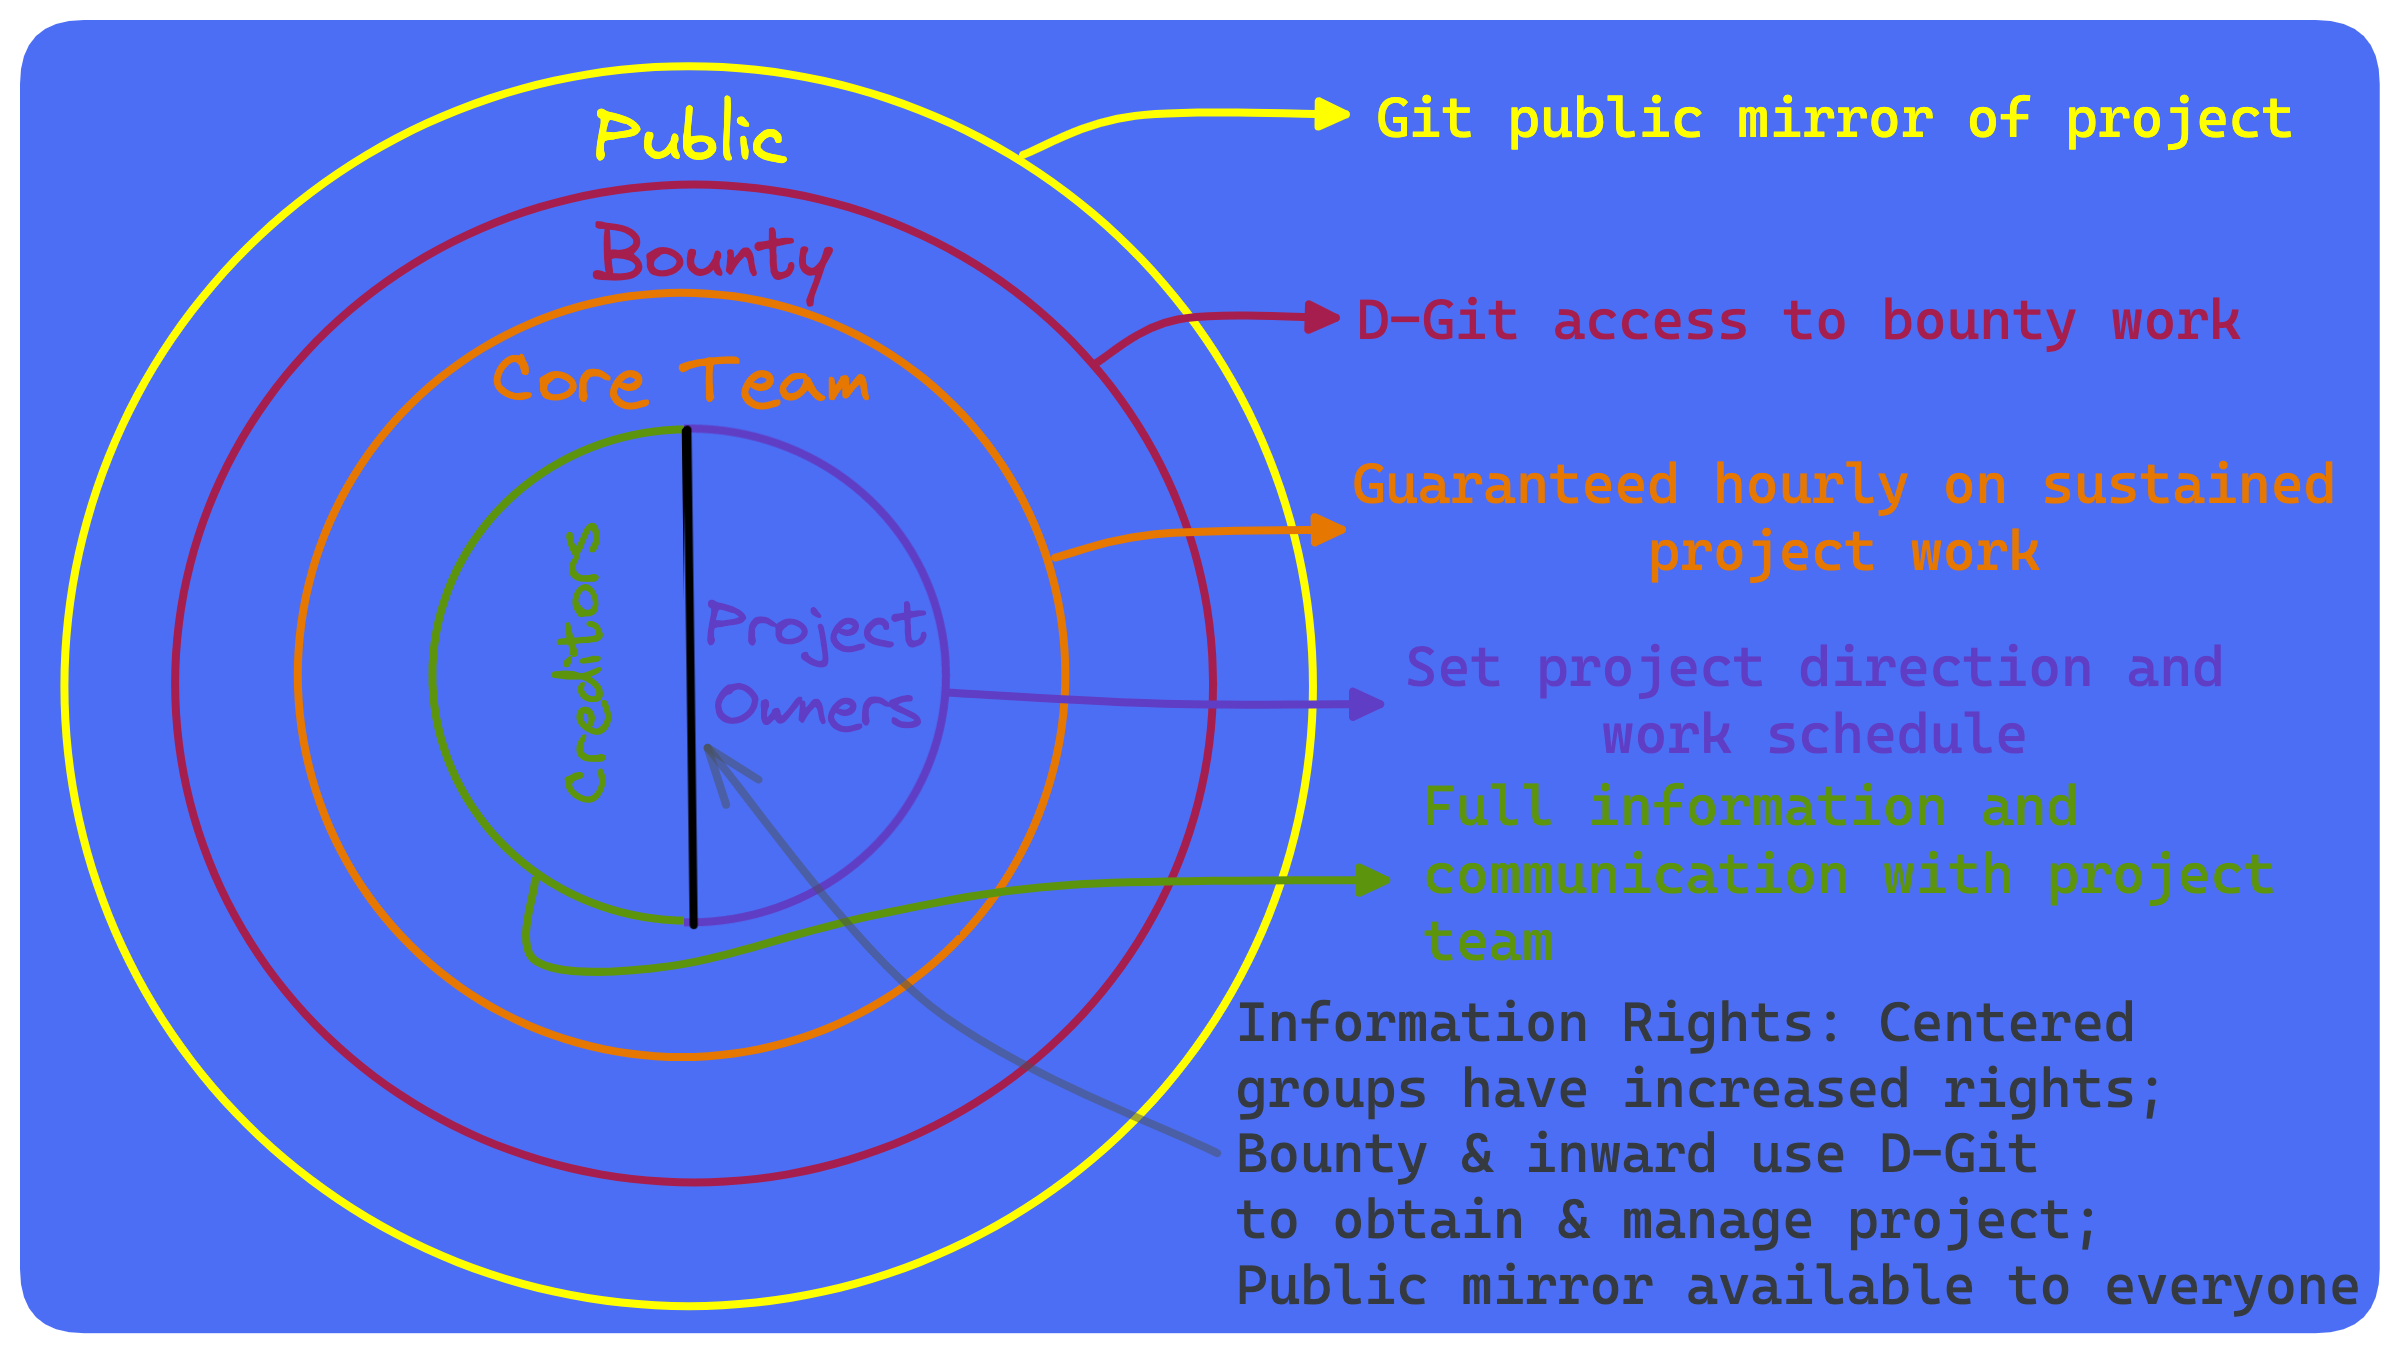 Public
Git public mirror of project
Bounty
D-Git access to bounty work
Core Team
Guaranteed hourly on sustained
project work
Creditors
Project
Owners
Set project direction and
work schedule
Full information and
communication with project
team
Information Rights: Centered
groups have increased rights;
Bounty & inward use D-Git
to obtain & manage project;
Public mirror available to everyone